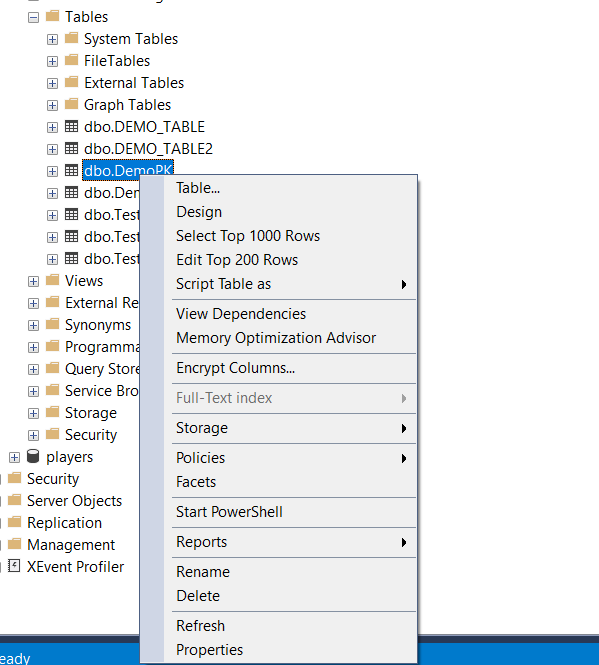 Tables
System Tables
FileTables
External Tables
Graph Tables
dbo.DEMO_TABLE
dbo.DEMO_TABLE2
dbo.DemoPK
dbo.Den
dbo.Test
dbo.Test
dbo.Test
Views
External Re
Synonyms
Programma
Query Store
Service Bro
Storage
Security
players
Security
Server Objects
Replication
Management
XEvent Profiler
Table...
Design
Select Top 1000 Rows
Edit Top 200 Rows
Script Table as
View Dependencies
Memory Optimization Advisor
Encrypt Columns...
Full-Text index
Storage
Policies
Facets
Start PowerShell
Reports
Rename
Delete
Refresh
Properties
eady